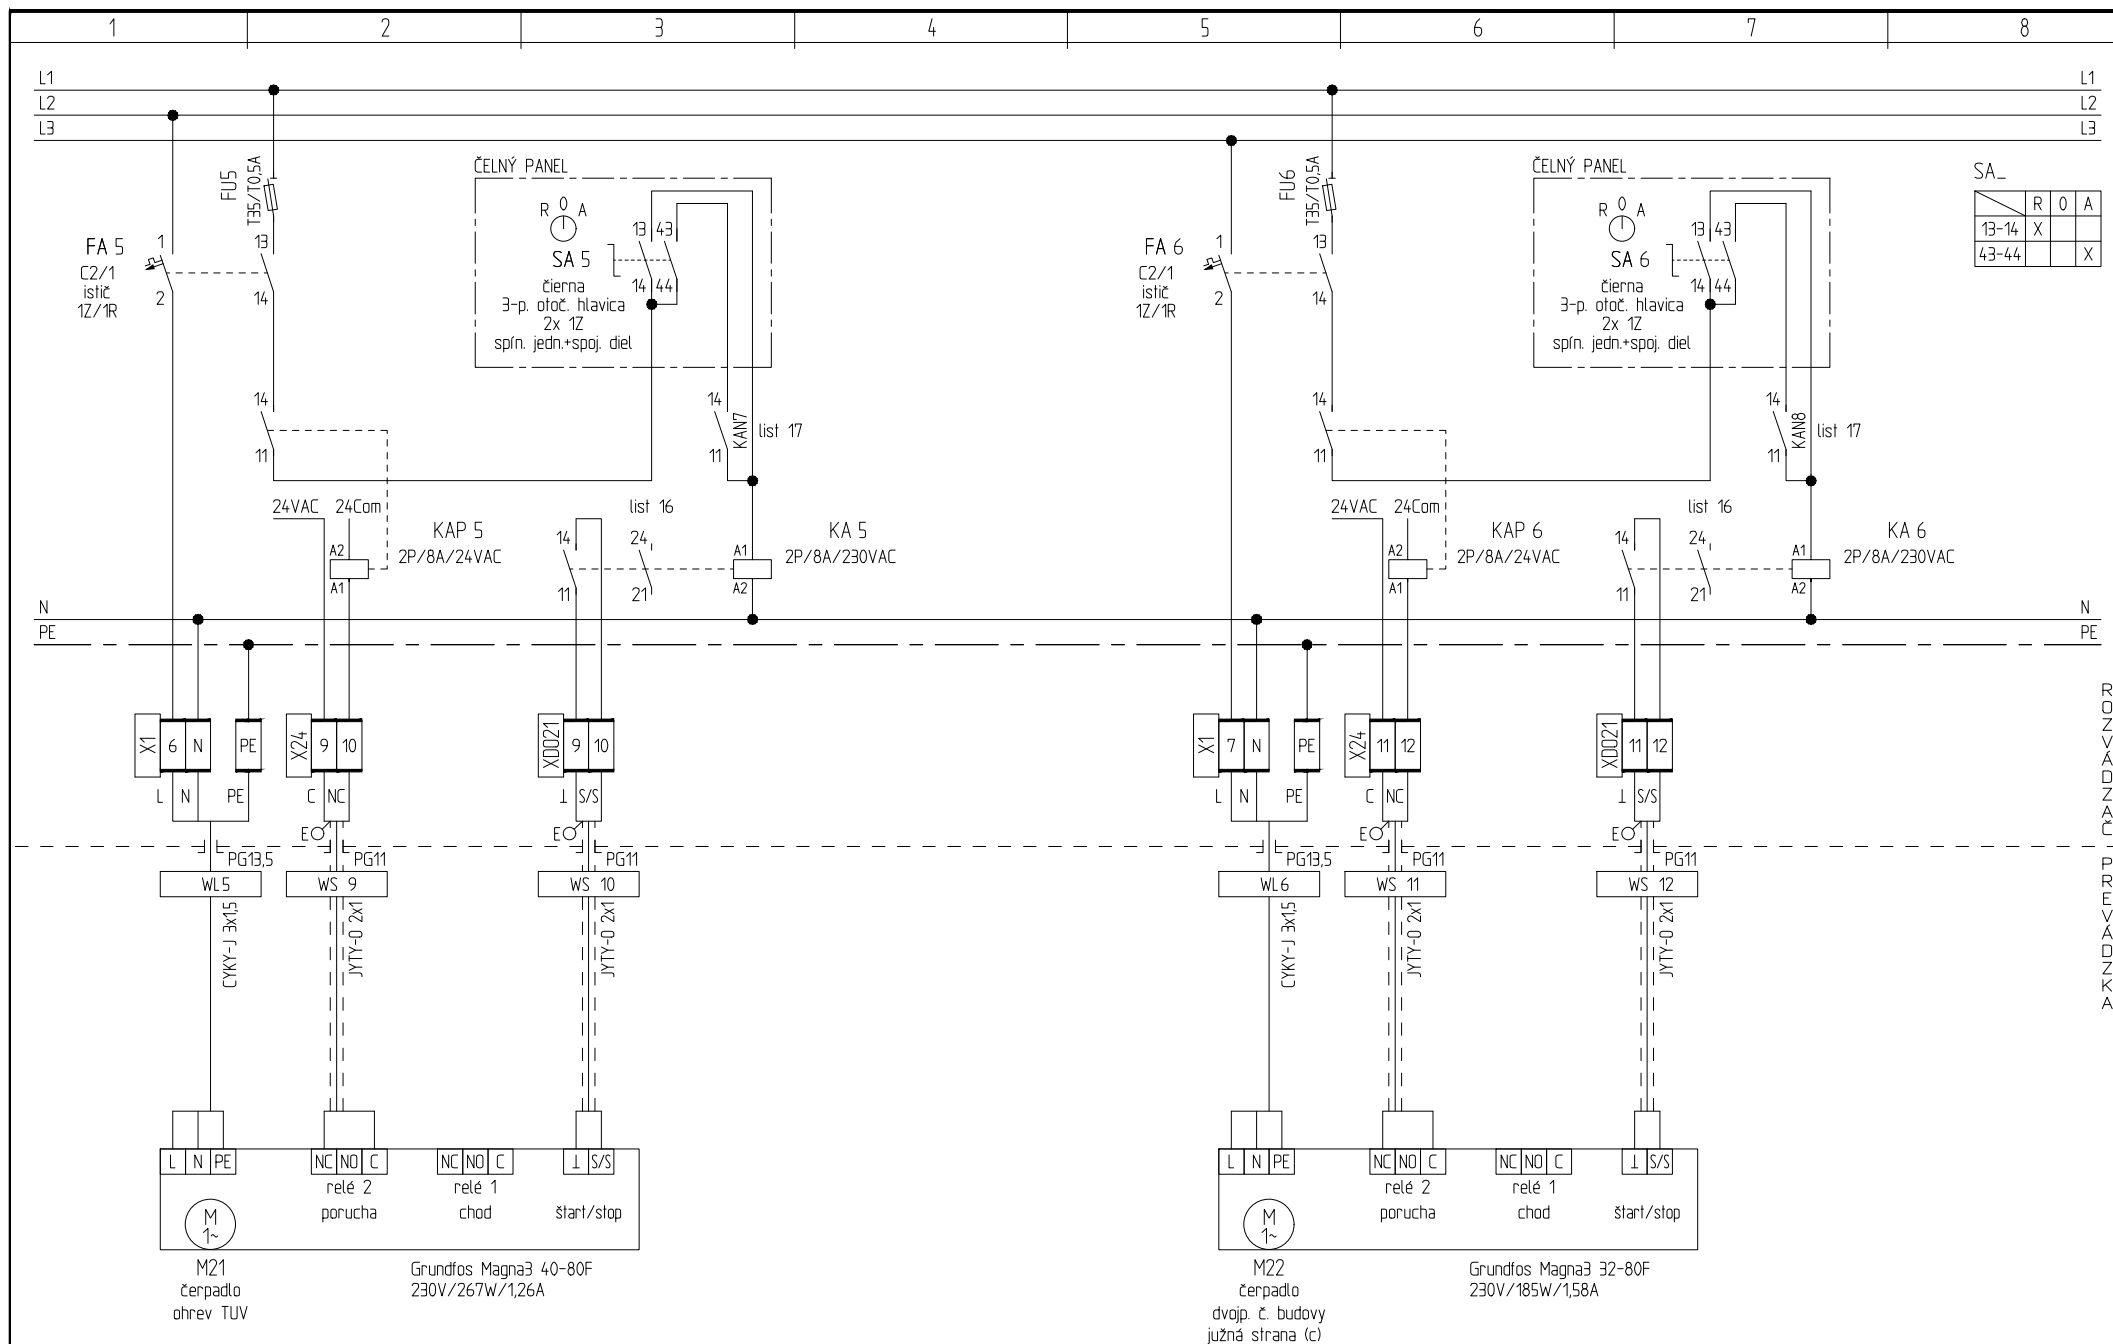 1 2 3 4 5 6 7 8
L1 L1
L2 L2
L3 L3
FU5
T35/T0,5A
ČELNÝ PANEL
R 0 A
SA 5
čierna
3-p. otoč. hlavica
2x 1Z
spín. jedn.+spoj. diel
13 43
14 44
FA 5
C2/1
istič
1Z/1R
1
2
13
14
14
11
14
11
KAN7
list 17
24VAC 24Com
A2
A1
KAP 5
2P/8A/24VAC
list 16
14 24
11 21
A1
A2
KA 5
2P/8A/230VAC
FU6
T35/T0,5A
ČELNÝ PANEL
R 0 A
SA 6
čierna
3-p. otoč. hlavica
2x 1Z
spín. jedn.+spoj. diel
13 43
14 44
FA 6
C2/1
istič
1Z/1R
1
2
13
14
14
11
14
11
KAN8
list 17
24VAC 24Com
A2
A1
KAP 6
2P/8A/24VAC
list 16
14 24
11 21
A1
A2
KA 6
2P/8A/230VAC
SA_
R 0 A
13-14 X
43-44 X
N N
PE PE
ROZVÁDZAČ
PREVÁDZKA
X1 6 N PE
L N PE
X24 9 10
C NC
E
XDO21 9 10
⊥ S/S
E
PG13,5
PG11
PG11
WL5
WS 9
WS 10
CYKY-J 3x1,5
JYTY-O 2x1
JYTY-O 2x1
L N PE
NC NO C
NC NO C
⊥ S/S
relé 2
porucha
relé 1
chod
štart/stop
M
1~
M21
čerpadlo
ohrev TUV
Grundfos Magna3 40-80F
230V/267W/1,26A
X1 7 N PE
L N PE
X24 11 12
C NC
E
XDO21 11 12
⊥ S/S
E
PG13,5
PG11
PG11
WL6
WS 11
WS 12
CYKY-J 3x1,5
JYTY-O 2x1
JYTY-O 2x1
L N PE
NC NO C
NC NO C
⊥ S/S
relé 2
porucha
relé 1
chod
štart/stop
M
1~
M22
čerpadlo
dvojp. č. budovy
južná strana (c)
Grundfos Magna3 32-80F
230V/185W/1,58A